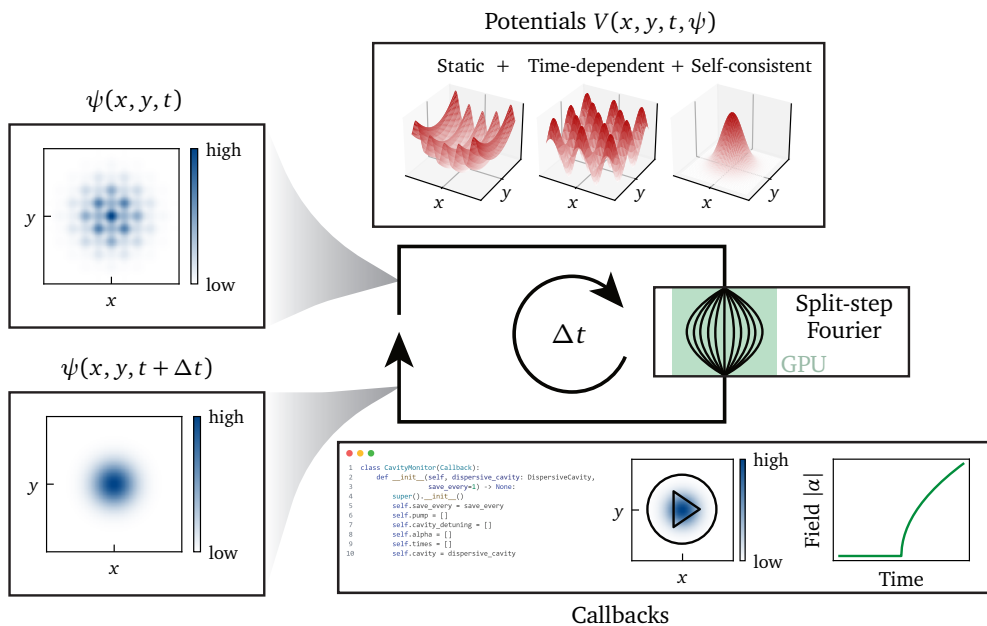 Potentials V(x, y, t, ψ)
Static + Time-dependent + Self-consistent
x y x y x y
ψ(x, y, t)
high
y
low
x
Δt
Split-step
Fourier
GPU
ψ(x, y, t + Δt)
high
y
low
x
1 class CavityMonitor(Callback):
2 def __init__(self, dispersive_cavity: DispersiveCavity,
3 save_every=1) -> None:
4 super().__init__()
5 self.save_every = save_every
6 self.pump = []
7 self.cavity_detuning = []
8 self.alpha = []
9 self.times = []
10 self.cavity = dispersive_cavity
high
y
low
x
Field |α|
Time
Callbacks